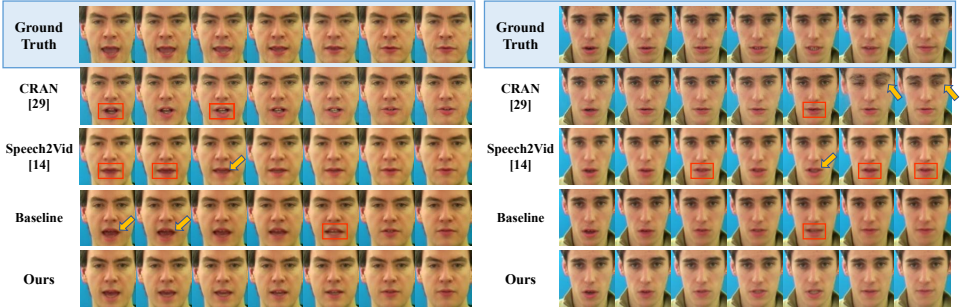 Ground
Truth
CRAN
[29]
Speech2Vid
[14]
Baseline
Ours
Ground
Truth
CRAN
[29]
Speech2Vid
[14]
Baseline
Ours